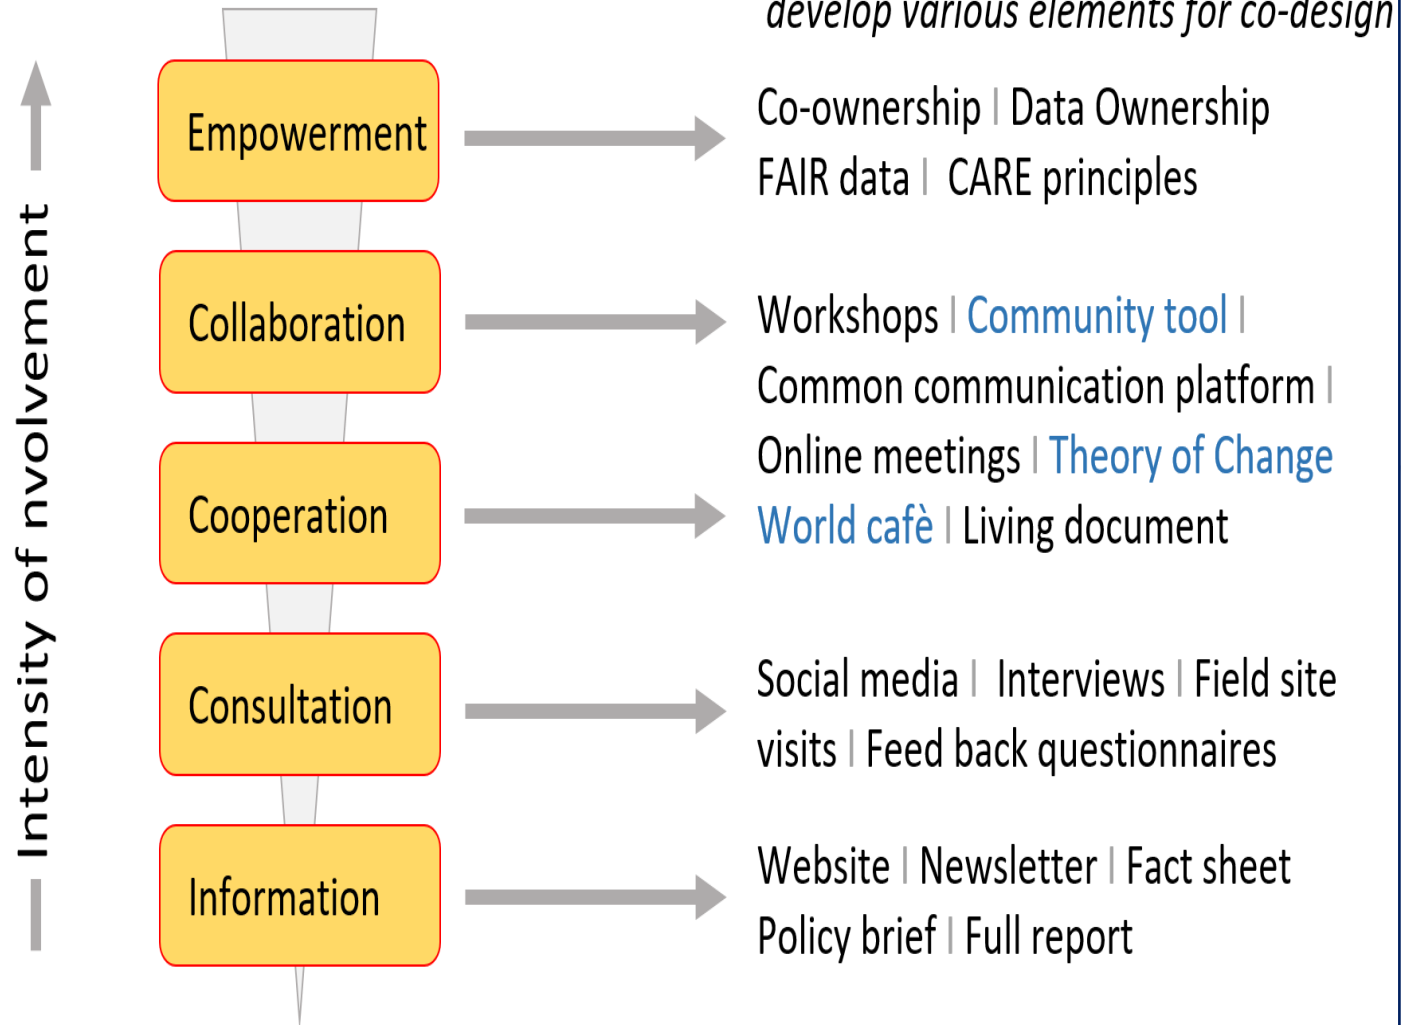 develop various elements for co-design
Empowerment
Co-ownership | Data Ownership
FAIR data | CARE principles
Collaboration
Workshops | Community tool |
Common communication platform |
Online meetings | Theory of Change
World cafè | Living document
Cooperation
Consultation
Social media | Interviews | Field site
visits | Feed back questionnaires
Information
Website | Newsletter | Fact sheet
Policy brief | Full report
Intensity of nvolvement